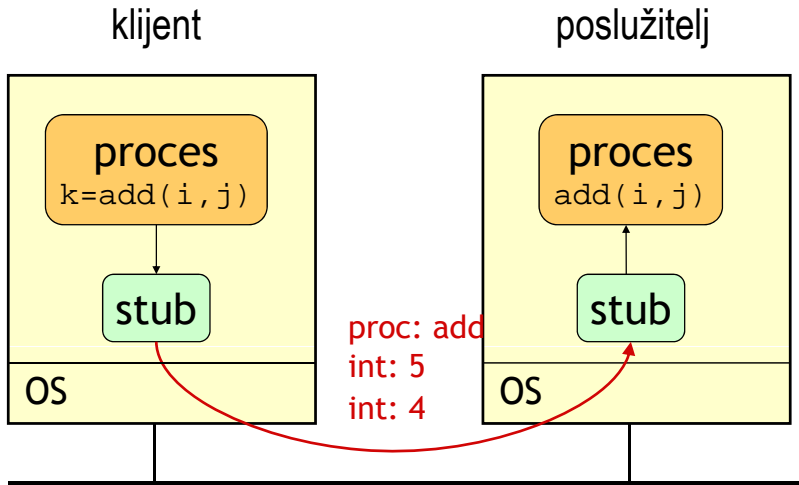 klijent
poslužitelj
proces
k=add(i,j)
stub
OS
proc: add
int: 5
int: 4
proces
add(i,j)
stub
OS